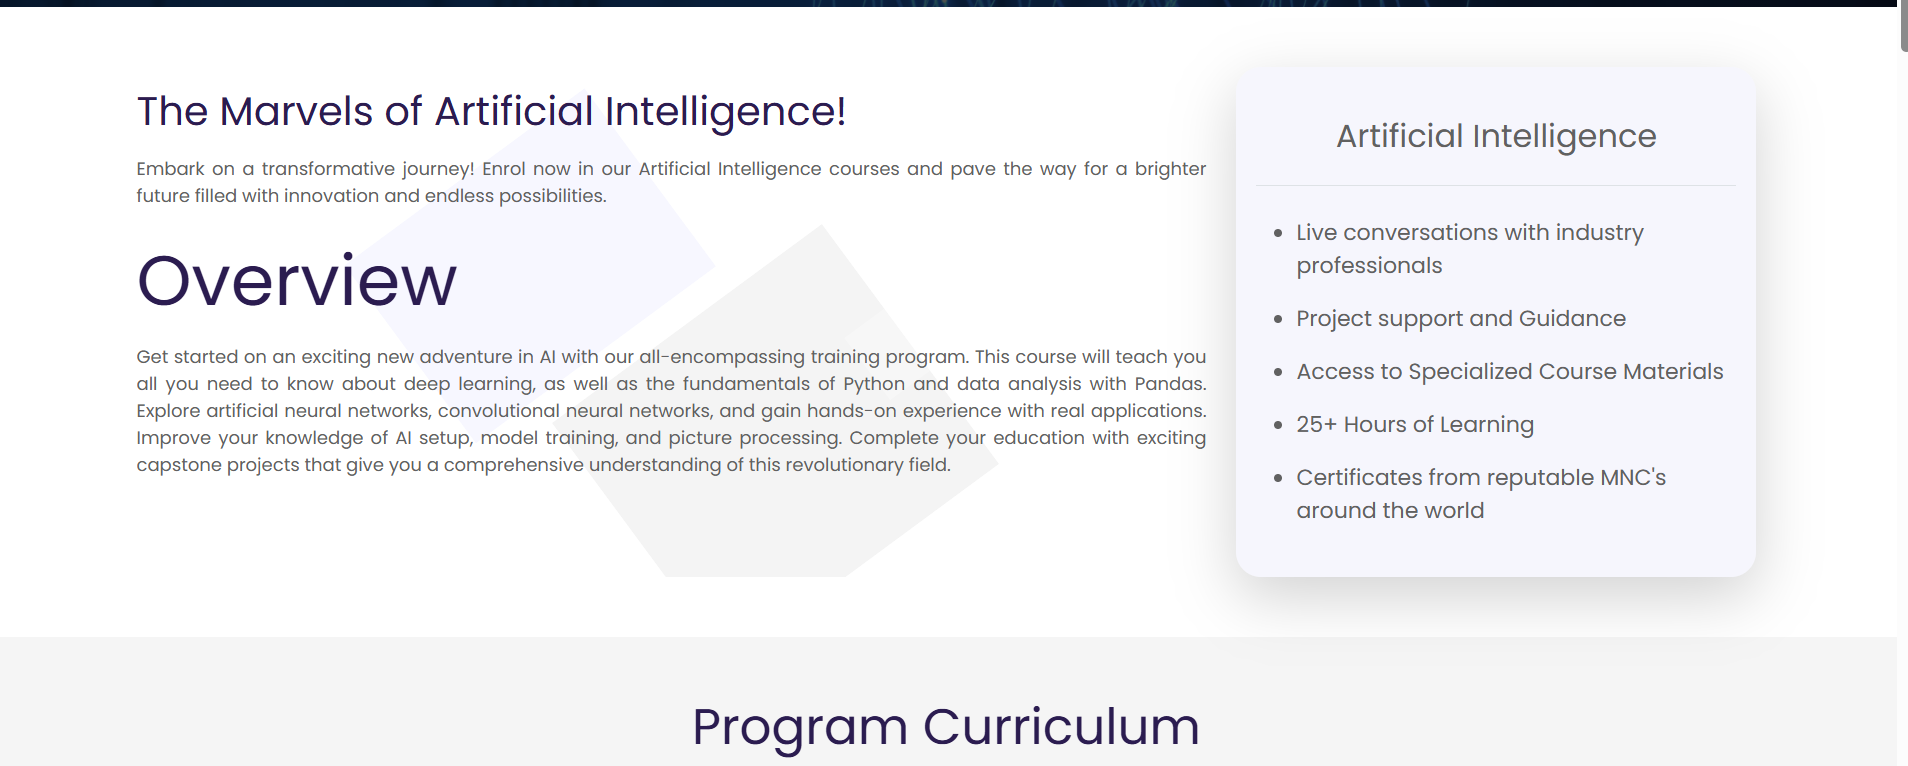 The Marvels of Artificial Intelligence!
Embark on a transformative journey! Enrol now in our Artificial Intelligence courses and pave the way for a brighter
future filled with innovation and endless possibilities.
Overview
Get started on an exciting new adventure in AI with our all-encompassing training program. This course will teach you
all you need to know about deep learning, as well as the fundamentals of Python and data analysis with Pandas.
Explore artificial neural networks, convolutional neural networks, and gain hands-on experience with real applications.
Improve your knowledge of AI setup, model training, and picture processing. Complete your education with exciting
capstone projects that give you a comprehensive understanding of this revolutionary field.
Artificial Intelligence
Live conversations with industry
professionals
Project support and Guidance
Access to Specialized Course Materials
25+ Hours of Learning
Certificates from reputable MNC's
around the world
Program Curriculum